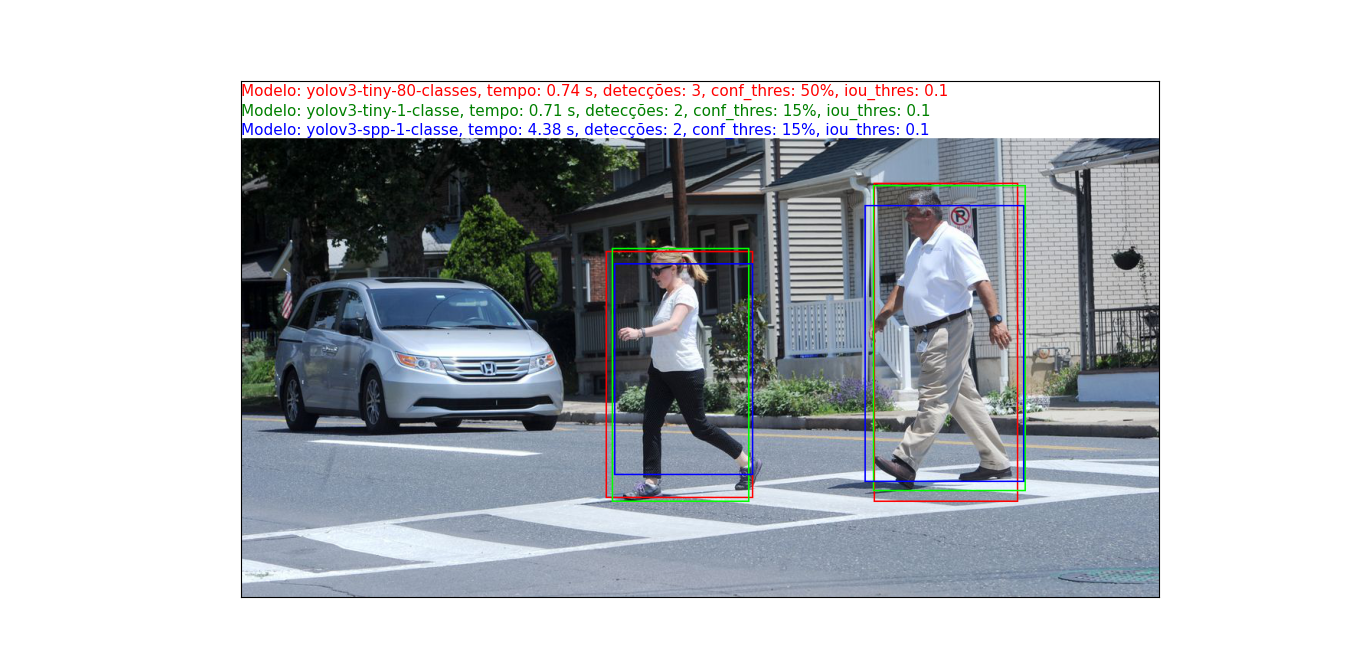 Modelo: yolov3-tiny-80-classes, tempo: 0.74 s, detecções: 3, conf_thres: 50%, iou_thres: 0.1
Modelo: yolov3-tiny-1-classe, tempo: 0.71 s, detecções: 2, conf_thres: 15%, iou_thres: 0.1
Modelo: yolov3-spp-1-classe, tempo: 4.38 s, detecções: 2, conf_thres: 15%, iou_thres: 0.1
P